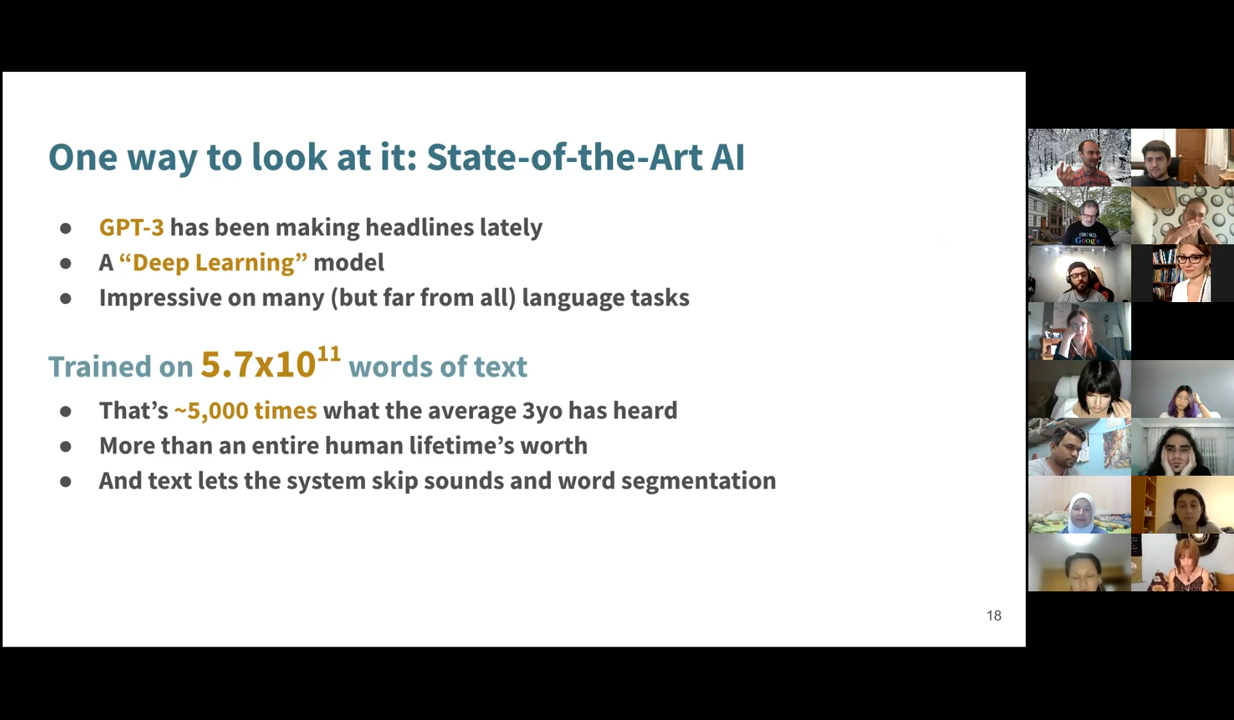 One way to look at it: State-of-the-Art AI
● GPT-3 has been making headlines lately
● A “Deep Learning” model
● Impressive on many (but far from all) language tasks
Trained on 5.7x10¹¹ words of text
● That’s ~5,000 times what the average 3yo has heard
● More than an entire human lifetime’s worth
● And text lets the system skip sounds and word segmentation
18
Google